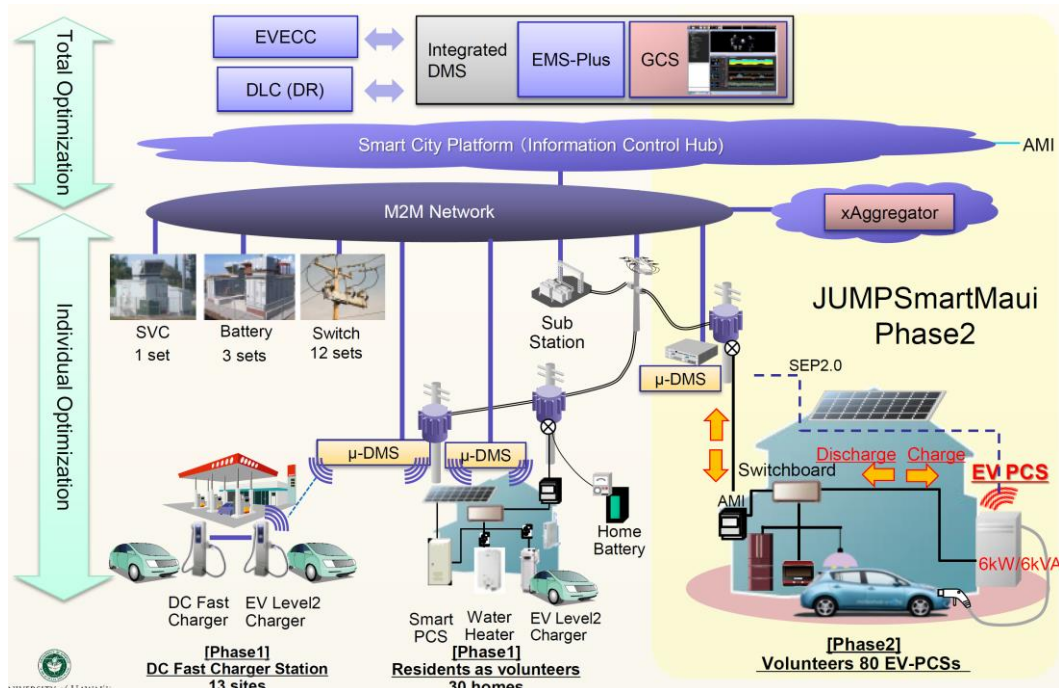 Total Optimization
EVECC
DLC (DR)
Integrated
DMS
EMS-Plus
GCS
Smart City Platform (Information Control Hub)
AMI
M2M Network
xAggregator
Individual Optimization
SVC
1 set
Battery
3 sets
Switch
12 sets
Sub
Station
JUMPSmartMaui
Phase2
μ-DMS
SEP2.0
μ-DMS
μ-DMS
Discharge
Charge
Switchboard
EV PCS
AMI
Home
Battery
6kW/6kVA
DC Fast
Charger
EV Level2
Charger
Smart
PCS
Water
Heater
EV Level2
Charger
[Phase1]
DC Fast Charger Station
13 sites
[Phase1]
Residents as volunteers
30 homes
[Phase2]
Volunteers 80 EV-PCSs